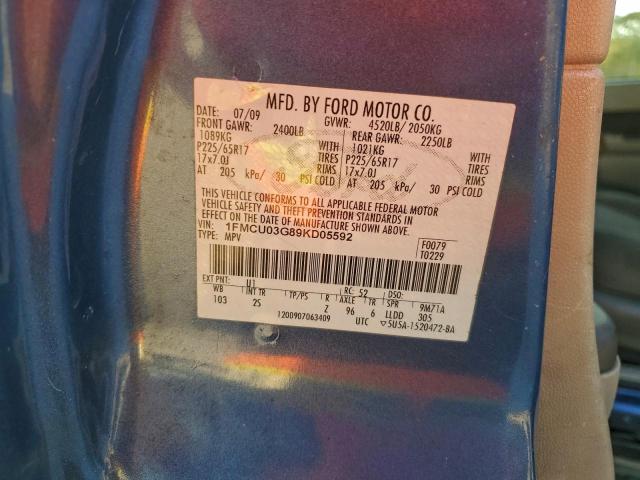 MFD. BY FORD MOTOR CO.
DATE: 07/09 GVWR: 4520LB/ 2050KG
FRONT GAWR: 2400LB REAR GAWR: 2250LB
1089KG WITH 1021KG WITH
P225/65R17 TIRES P225/65R17 TIRES
17x7.0J RIMS 17x7.0J RIMS
AT 205 kPa/ 30 PSI COLD AT 205 kPa/ 30 PSI COLD
THIS VEHICLE CONFORMS TO ALL APPLICABLE FEDERAL MOTOR
VEHICLE SAFETY AND THEFT PREVENTION STANDARDS IN
EFFECT ON THE DATE OF MANUFACTURE SHOWN ABOVE.
VIN: 1FMCU03G89KD05592
TYPE: MPV
F0079
T0229
EXT PNT: U1 RC: 52 DSO:
WB INT TR TP/PS R AXLE TR SPR 9M71A
103 2S Z 96 6 LLDD 305
1200907063409 UTC ▽5U5A-1520472-BA
Ford